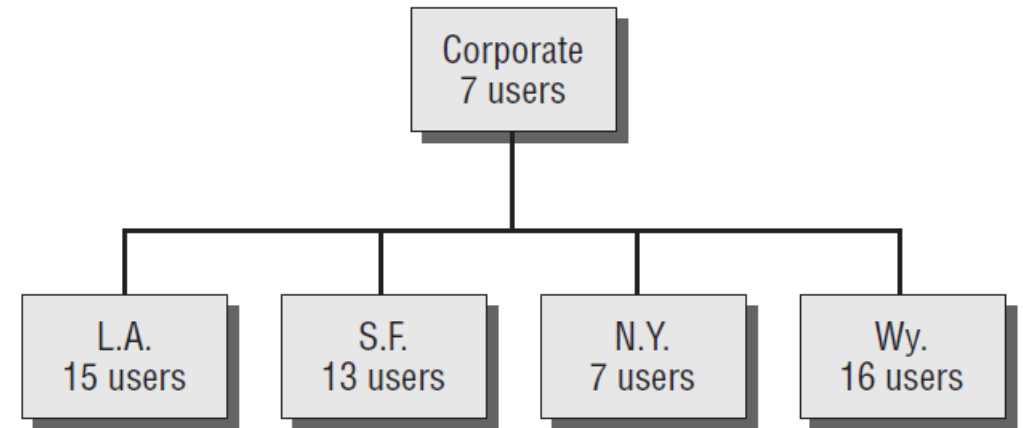 Corporate
7 users
L.A.
15 users
S.F.
13 users
N.Y.
7 users
Wy.
16 users